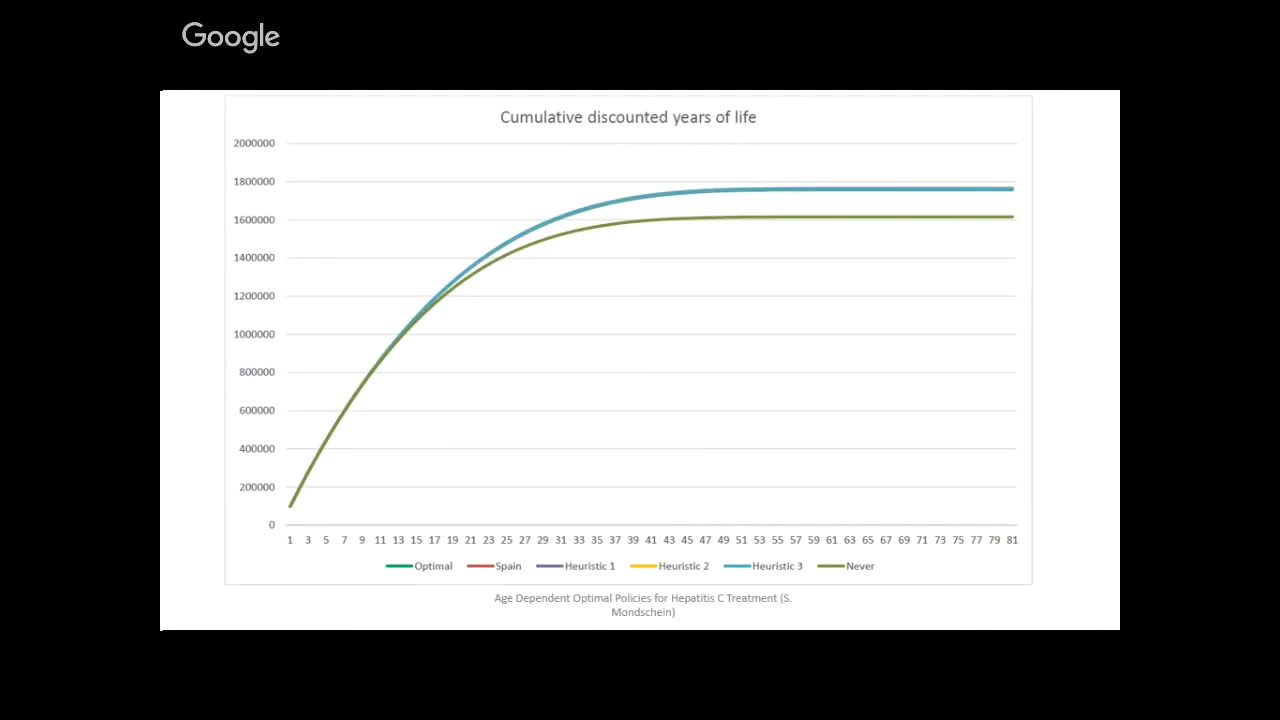 Google
Cumulative discounted years of life
2000000
1800000
1600000
1400000
1200000
1000000
800000
600000
400000
200000
0
1 3 5 7 9 11 13 15 17 19 21 23 25 27 29 31 33 35 37 39 41 43 45 47 49 51 53 55 57 59 61 63 65 67 69 71 73 75 77 79 81
Optimal Spain Heuristic 1 Heuristic 2 Heuristic 3 Never
Age Dependent Optimal Policies for Hepatitis C Treatment (S.
Mondschein)